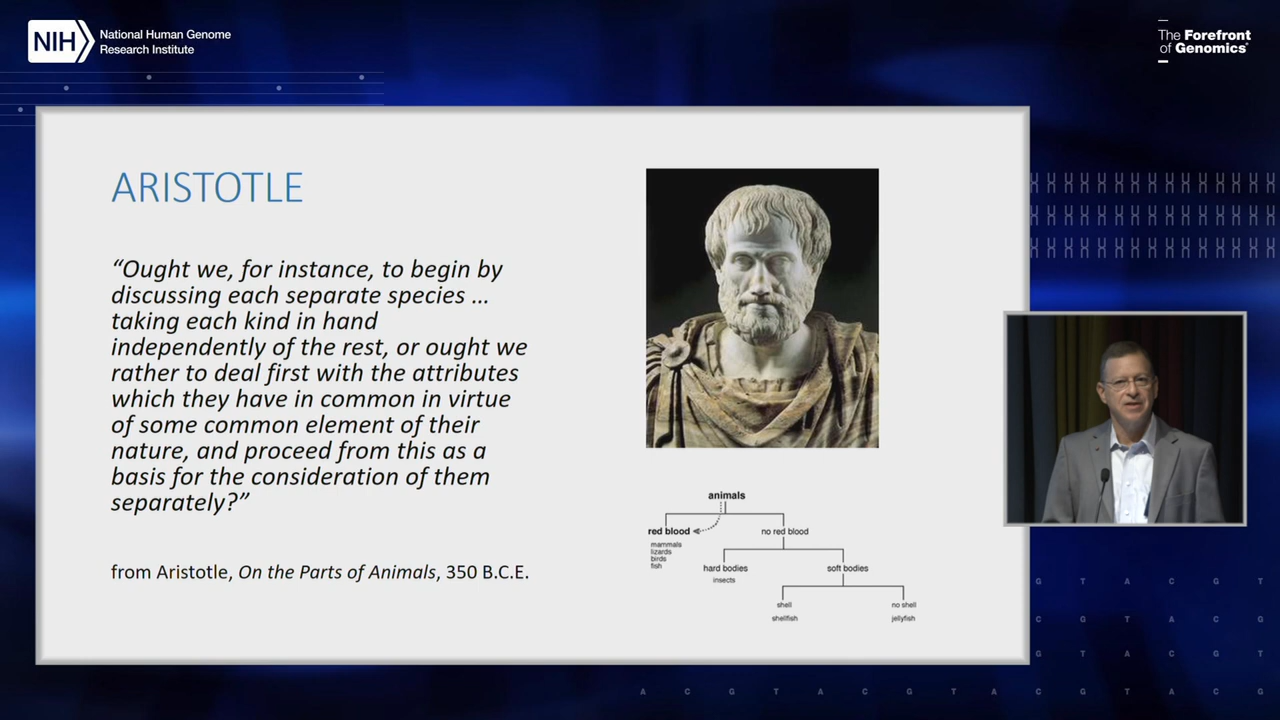 NIH
National Human Genome
Research Institute
The Forefront
of Genomics®
ARISTOTLE
“Ought we, for instance, to begin by
discussing each separate species …
taking each kind in hand
independently of the rest, or ought we
rather to deal first with the attributes
which they have in common in virtue
of some common element of their
nature, and proceed from this as a
basis for the consideration of them
separately?”
from Aristotle, On the Parts of Animals, 350 B.C.E.
animals
red blood
no red blood
mammals
lizards
birds
fish
hard bodies
soft bodies
insects
shell
no shell
shellfish
jellyfish
G T A C G T
C G T A C G
G T A C G T
A C G T A C G T A C G T A C G T A C G